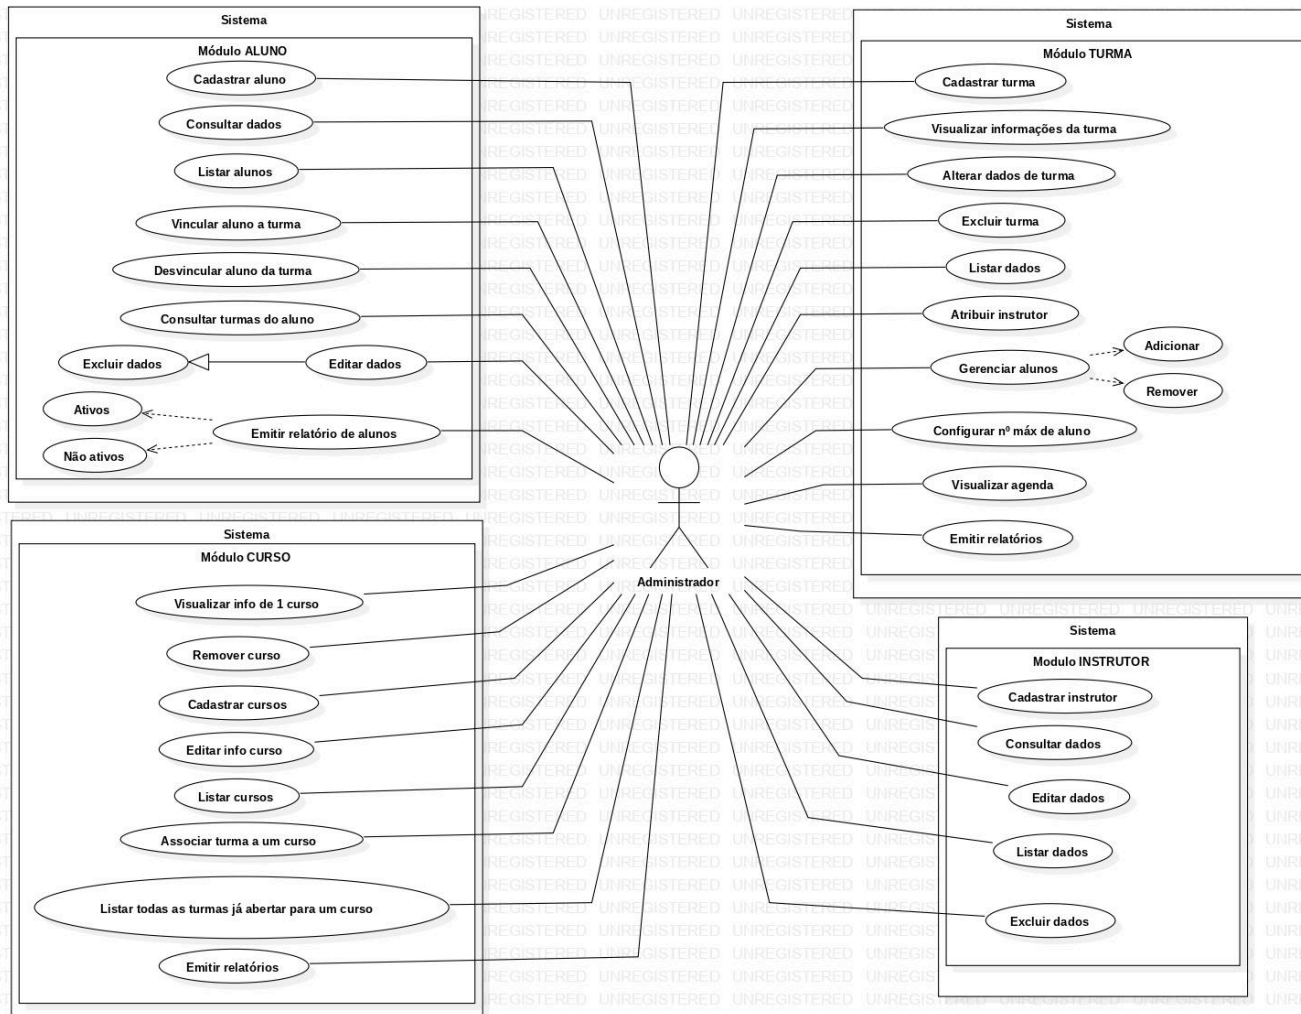 Sistema
Módulo ALUNO
Cadastrar aluno
Consultar dados
Listar alunos
Vincular aluno a turma
Desvincular aluno da turma
Consultar turmas do aluno
Excluir dados
Editar dados
Ativos
Emitir relatório de alunos
Não ativos
Sistema
Módulo TURMA
Cadastrar turma
Visualizar informações da turma
Alterar dados de turma
Excluir turma
Listar dados
Atribuir instrutor
Gerenciar alunos
Adicionar
Remover
Configurar nº máx de aluno
Visualizar agenda
Emitir relatórios
Administrador
Sistema
Módulo CURSO
Visualizar info de 1 curso
Remover curso
Cadastrar cursos
Editar info curso
Listar cursos
Associar turma a um curso
Listar todas as turmas já abertar para um curso
Emitir relatórios
Sistema
Modulo INSTRUTOR
Cadastrar instrutor
Consultar dados
Editar dados
Listar dados
Excluir dados
UNREGISTERED